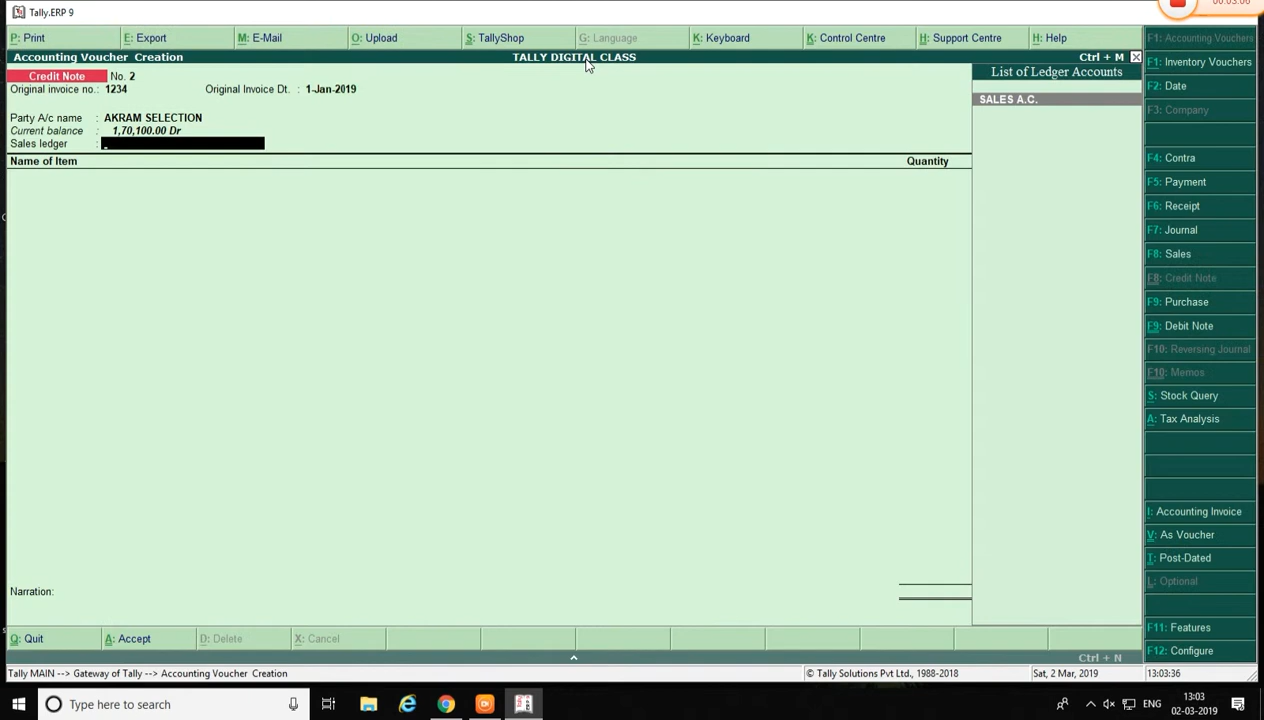 Tally.ERP 9
00:03:06
P: Print E: Export M: E-Mail O: Upload S: TallyShop G: Language K: Keyboard K: Control Centre H: Support Centre H: Help
Accounting Voucher Creation TALLY DIGITAL CLASS Ctrl + M
Credit Note No. 2
Original invoice no.: 1234 Original Invoice Dt. : 1-Jan-2019
Party A/c name : AKRAM SELECTION
Current balance : 1,70,100.00 Dr
Sales ledger :
Name of Item Quantity
List of Ledger Accounts
SALES A.C.
F1: Accounting Vouchers
F1: Inventory Vouchers
F2: Date
F3: Company
F4: Contra
F5: Payment
F6: Receipt
F7: Journal
F8: Sales
F8: Credit Note
F9: Purchase
F9: Debit Note
F10: Reversing Journal
F10: Memos
S: Stock Query
A: Tax Analysis
I: Accounting Invoice
V: As Voucher
T: Post-Dated
L: Optional
F11: Features
F12: Configure
Narration:
Q: Quit A: Accept D: Delete X: Cancel
Ctrl + N
Tally MAIN --> Gateway of Tally --> Accounting Voucher Creation © Tally Solutions Pvt Ltd., 1988-2018 Sat, 2 Mar, 2019 13:03:36
Type here to search ENG 13:03
02-03-2019